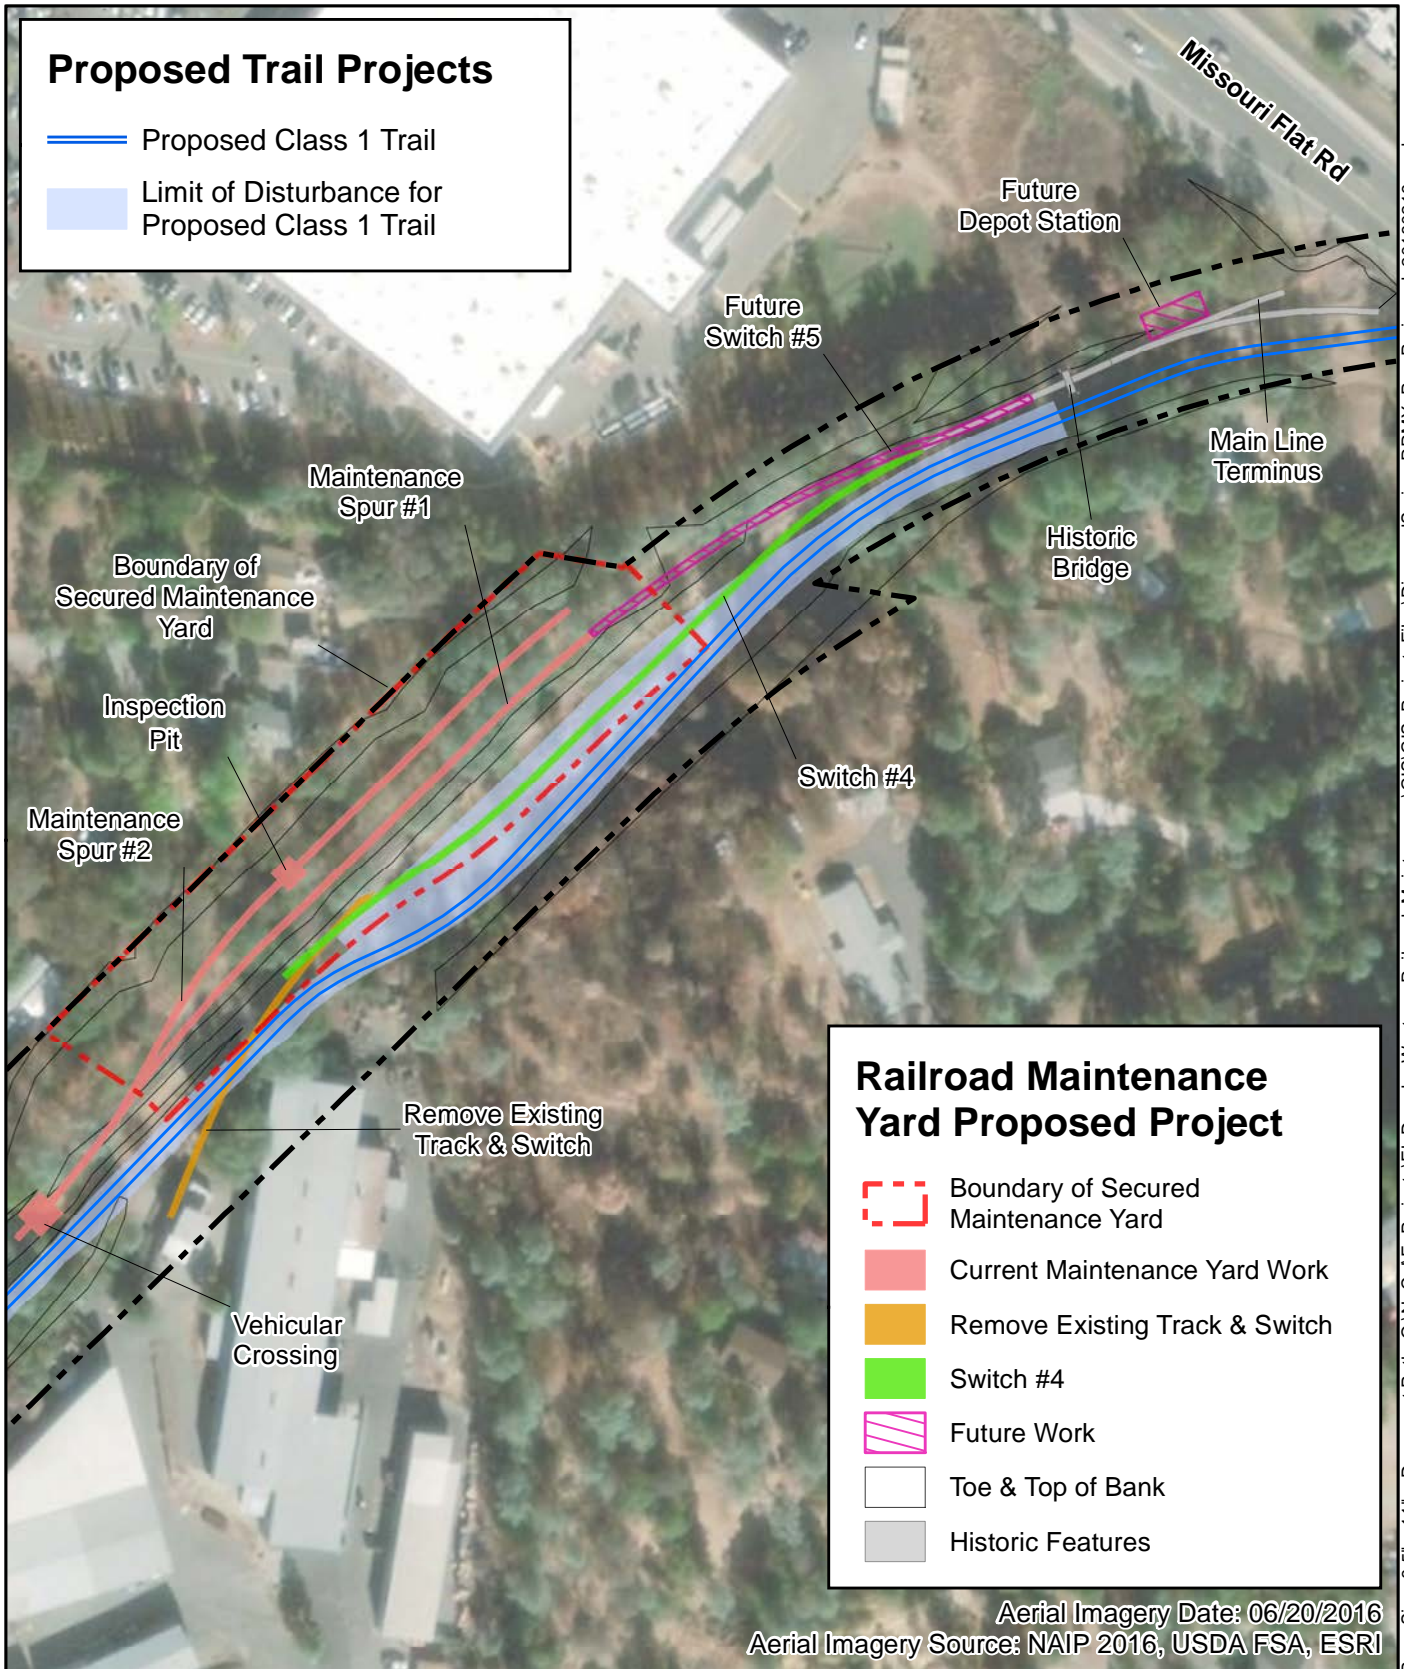 Proposed Trail Projects
Proposed Class 1 Trail
Limit of Disturbance for
Proposed Class 1 Trail
Missouri Flat Rd
Future
Depot Station
Future
Switch #5
Main Line
Terminus
Historic
Bridge
Maintenance
Spur #1
Boundary of
Secured Maintenance
Yard
Inspection
Pit
Maintenance
Spur #2
Switch #4
Remove Existing
Track & Switch
Vehicular
Crossing
Railroad Maintenance
Yard Proposed Project
Boundary of Secured
Maintenance Yard
Current Maintenance Yard Work
Remove Existing Track & Switch
Switch #4
Future Work
Toe & Top of Bank
Historic Features
Aerial Imagery Date: 06/20/2016
Aerial Imagery Source: NAIP 2016, USDA FSA, ESRI